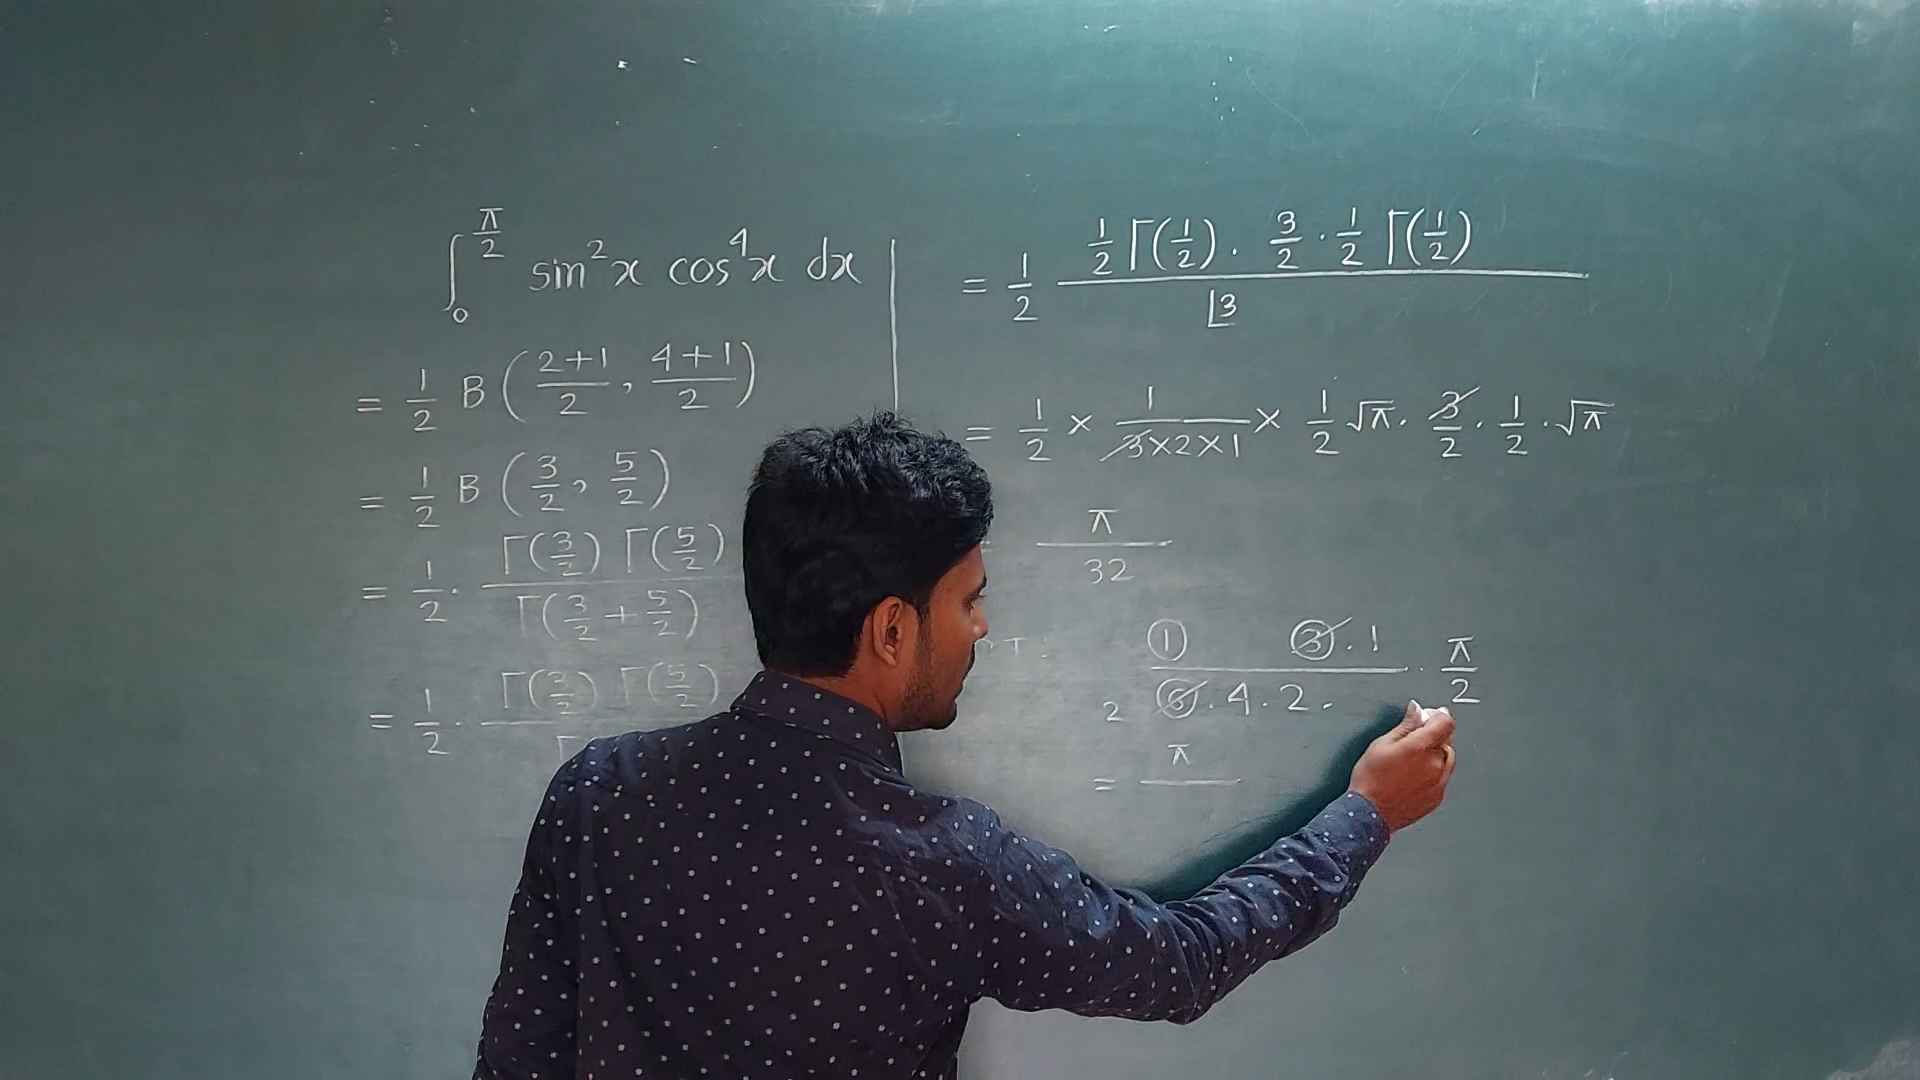 ∫₀^{π/2} sin²x cos⁴x dx
= 1/2 B((2+1)/2, (4+1)/2)
= 1/2 B(3/2, 5/2)
= 1/2 · Γ(3/2) Γ(5/2) / Γ(3/2 + 5/2)
= 1/2 · Γ(3/2) Γ(5/2) / Γ
= 1/2 (1/2 Γ(1/2) · 3/2 · 1/2 Γ(1/2)) / ⌊3
= 1/2 × 1/(3×2×1) × 1/2 √π · 3/2 · 1/2 · √π
= π/32
T :
① ③ · 1 / 2 ⑥ · 4 · 2 · · π/2
= π